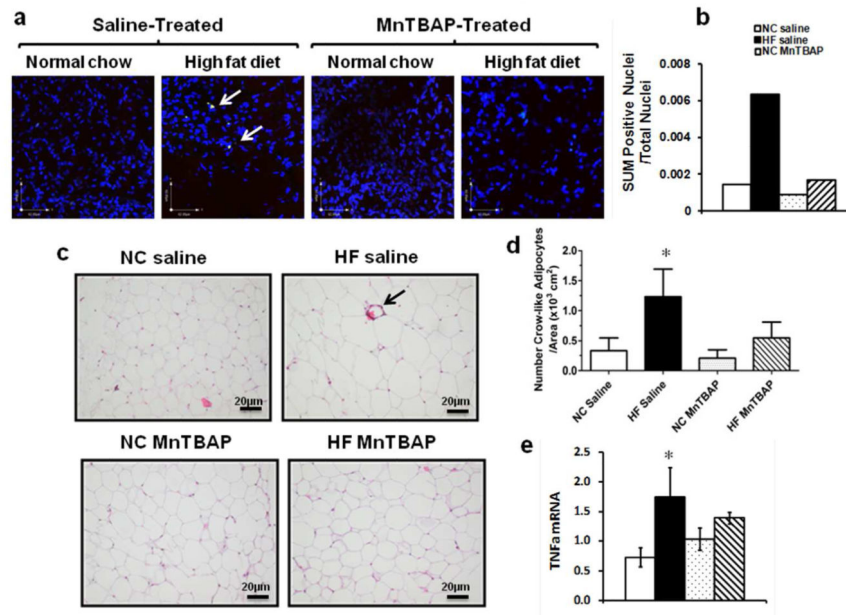 a
Saline-Treated
MnTBAP-Treated
Normal chow
High fat diet
Normal chow
High fat diet
b
NC saline
HF saline
NC MnTBAP
SUM Positive Nuclei
/Total Nuclei
0.008
0.006
0.004
0.002
0
c
NC saline
HF saline
20μm
20μm
NC MnTBAP
HF MnTBAP
20μm
20μm
d
Number Crow-like Adipocytes
/Area (x10³ cm²)
2.0
1.5
1.0
0.5
0.0
*
NC Saline
HF Saline
NC MnTBAP
HF MnTBAP
e
TNFa mRNA
2.5
2.0
1.5
1.0
0.5
0.0
*